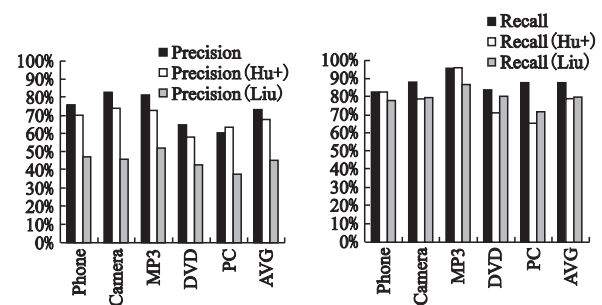 Precision
Precision (Hu+)
Precision (Liu)
100%
90%
80%
70%
60%
50%
40%
30%
20%
10%
0%
Phone
Camera
MP3
DVD
PC
AVG
Recall
Recall (Hu+)
Recall (Liu)
100%
90%
80%
70%
60%
50%
40%
30%
20%
10%
0%
Phone
Camera
MP3
DVD
PC
AVG